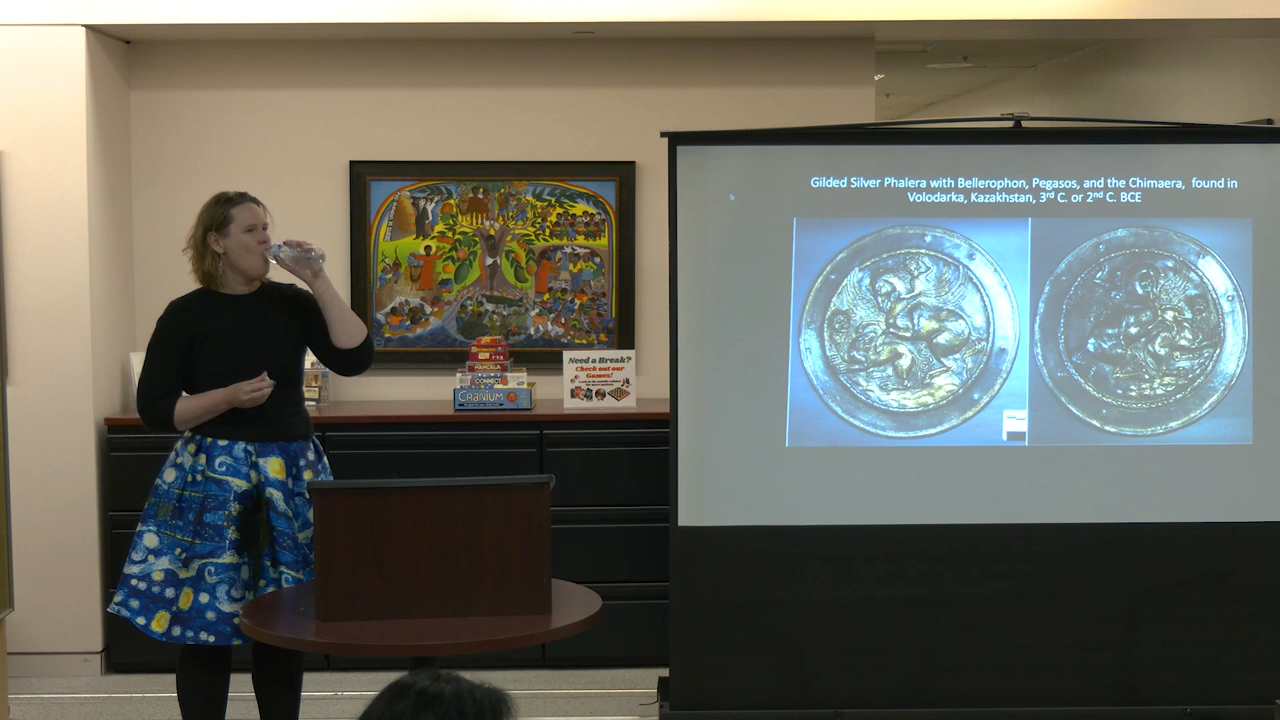 Gilded Silver Phalera with Bellerophon, Pegasos, and the Chimaera, found in
Volodarka, Kazakhstan, 3rd C. or 2nd C. BCE
Need a Break?
Check out our
Games!
MANCALA
CONNECT
CRANIUM